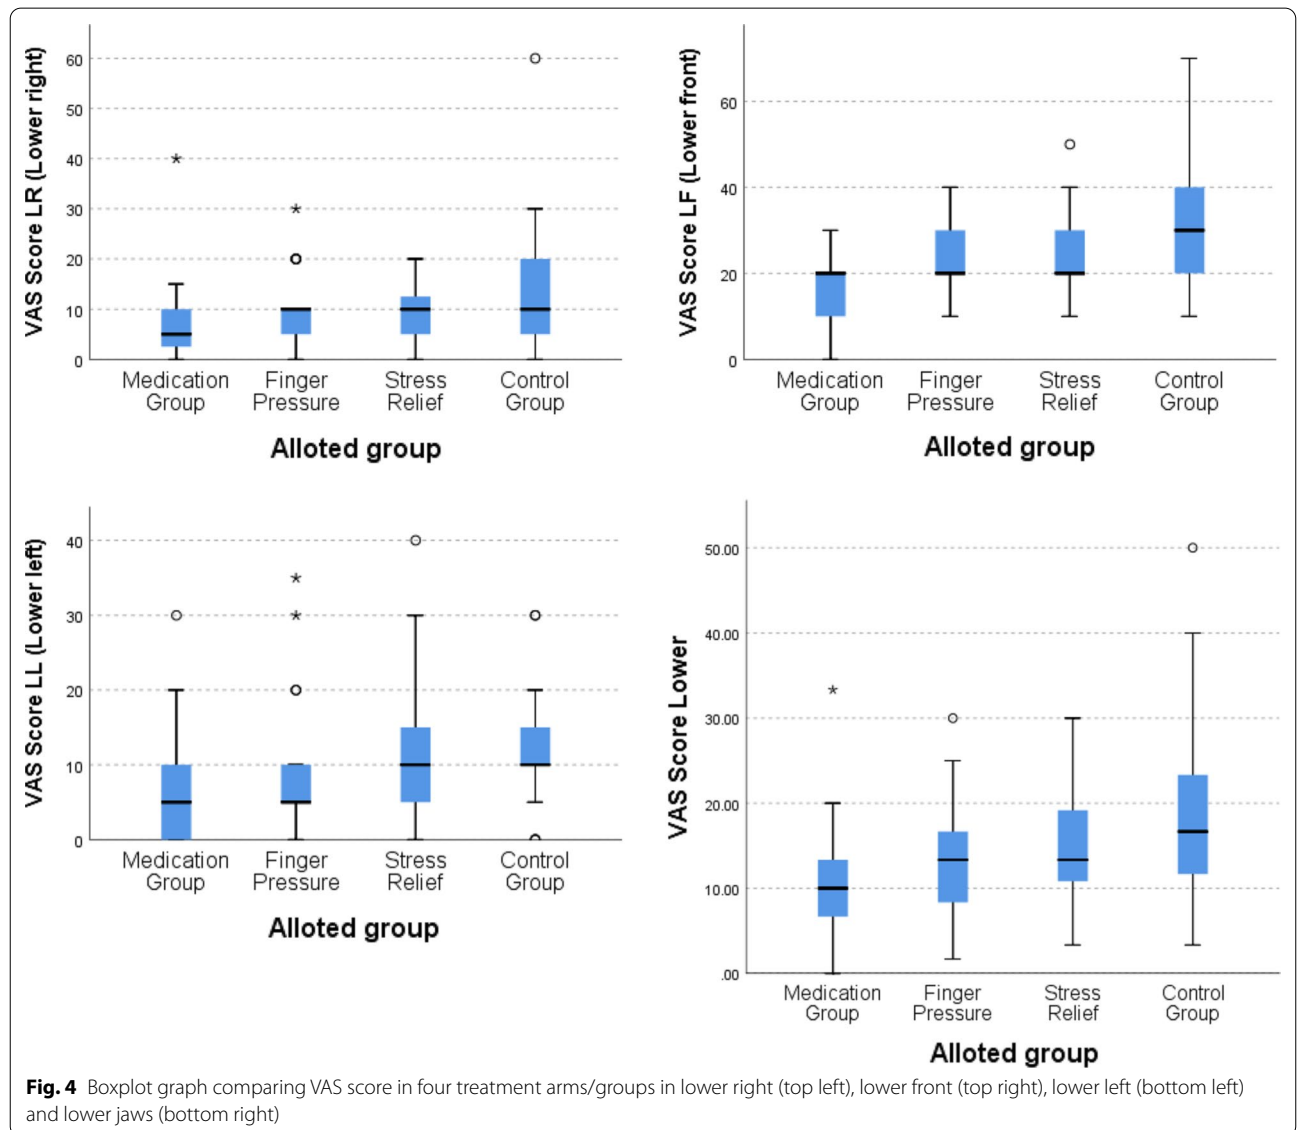 VAS Score LR (Lower right)
60
50
40
30
20
10
0
Medication Group
Finger Pressure
Stress Relief
Control Group
Alloted group
VAS Score LF (Lower front)
60
40
20
0
Medication Group
Finger Pressure
Stress Relief
Control Group
Alloted group
VAS Score LL (Lower left)
40
30
20
10
0
Medication Group
Finger Pressure
Stress Relief
Control Group
Alloted group
VAS Score Lower
50.00
40.00
30.00
20.00
10.00
.00
Medication Group
Finger Pressure
Stress Relief
Control Group
Alloted group
Fig. 4 Boxplot graph comparing VAS score in four treatment arms/groups in lower right (top left), lower front (top right), lower left (bottom left)
and lower jaws (bottom right)